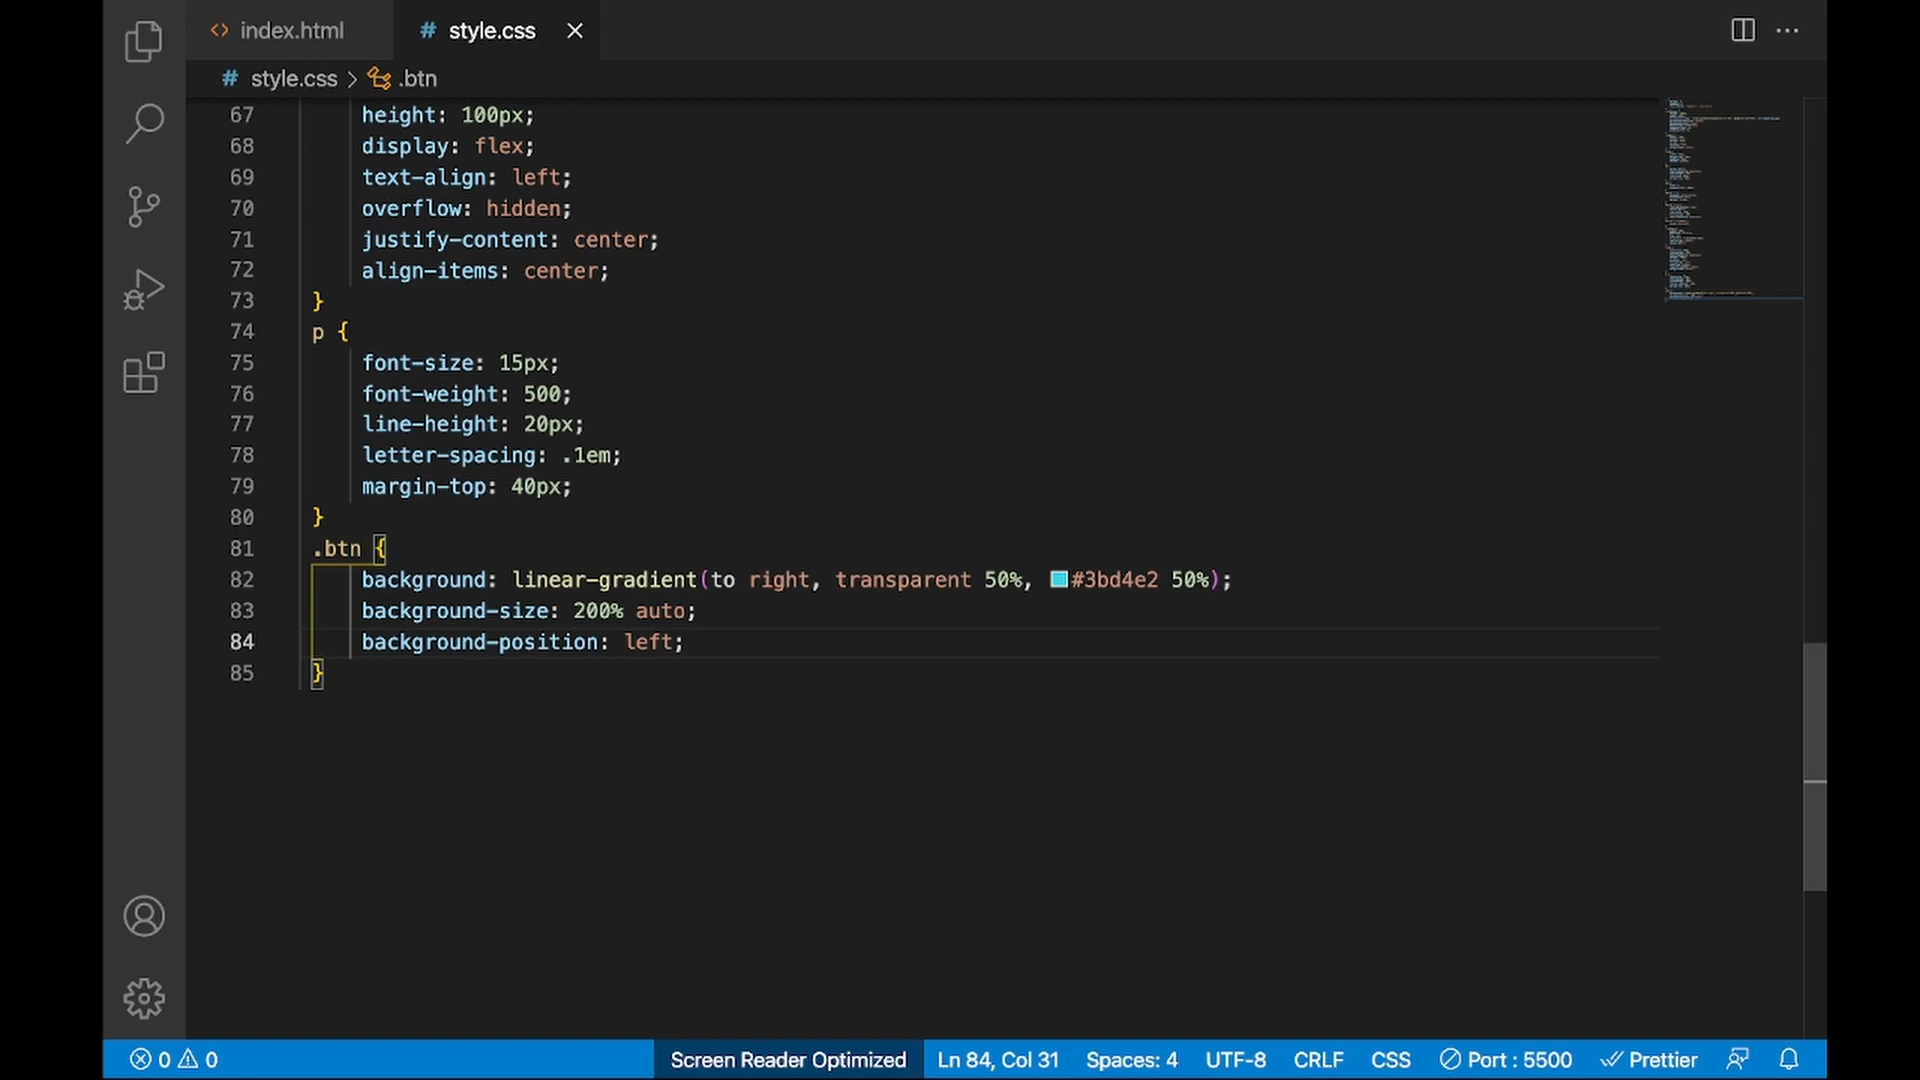 index.html
# style.css
# style.css > .btn
67 height: 100px;
68 display: flex;
69 text-align: left;
70 overflow: hidden;
71 justify-content: center;
72 align-items: center;
73 }
74 p {
75 font-size: 15px;
76 font-weight: 500;
77 line-height: 20px;
78 letter-spacing: .1em;
79 margin-top: 40px;
80 }
81 .btn {
82 background: linear-gradient(to right, transparent 50%, #3bd4e2 50%);
83 background-size: 200% auto;
84 background-position: left;
85 }
0 0 Screen Reader Optimized Ln 84, Col 31 Spaces: 4 UTF-8 CRLF CSS Port : 5500 Prettier